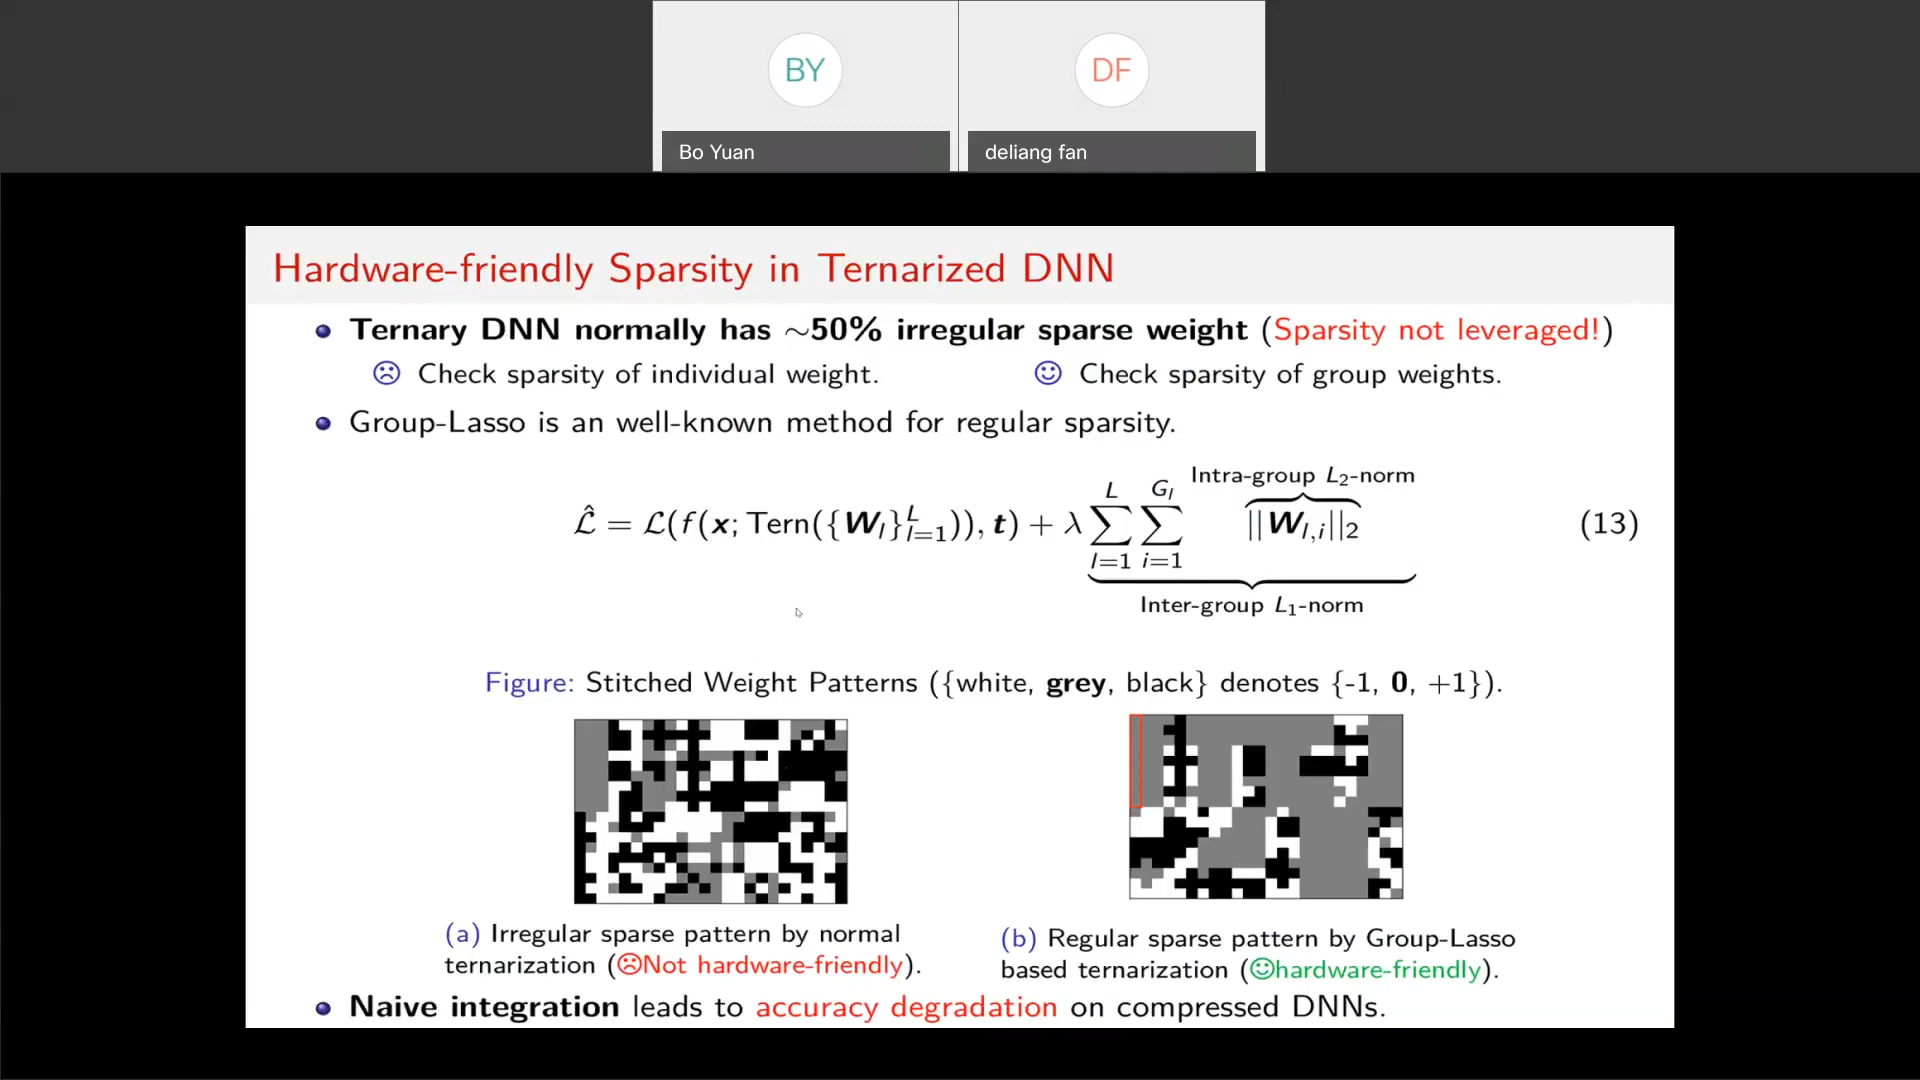 BY
DF
Bo Yuan
deliang fan
Hardware-friendly Sparsity in Ternarized DNN
Ternary DNN normally has ∼50% irregular sparse weight (Sparsity not leveraged!)
☹ Check sparsity of individual weight. ☺ Check sparsity of group weights.
Group-Lasso is an well-known method for regular sparsity.
Intra-group L₂-norm
L̂ = L(f(x; Tern({W_l}_{l=1}^L)), t) + λ ∑_{l=1}^{L} ∑_{i=1}^{G_l} ||W_{l,i}||₂ (13)
Inter-group L₁-norm
Figure: Stitched Weight Patterns ({white, grey, black} denotes {-1, 0, +1}).
(a) Irregular sparse pattern by normal
ternarization (☹Not hardware-friendly).
(b) Regular sparse pattern by Group-Lasso
based ternarization (☺hardware-friendly).
Naive integration leads to accuracy degradation on compressed DNNs.